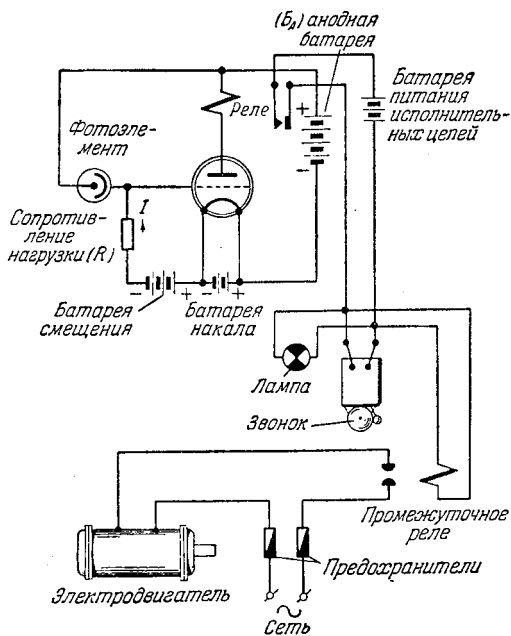 (Бд) анодная
батарея
Батарея
питания
исполнитель-
ных цепей
Реле
+
-
Фотоэле-
мент
I
Сопротив-
ление
нагрузки (R)
- + - +
Батарея
смещения
Батарея
накала
Лампа
Звонок
Промежуточное
реле
Предохранители
Электродвигатель
Сеть